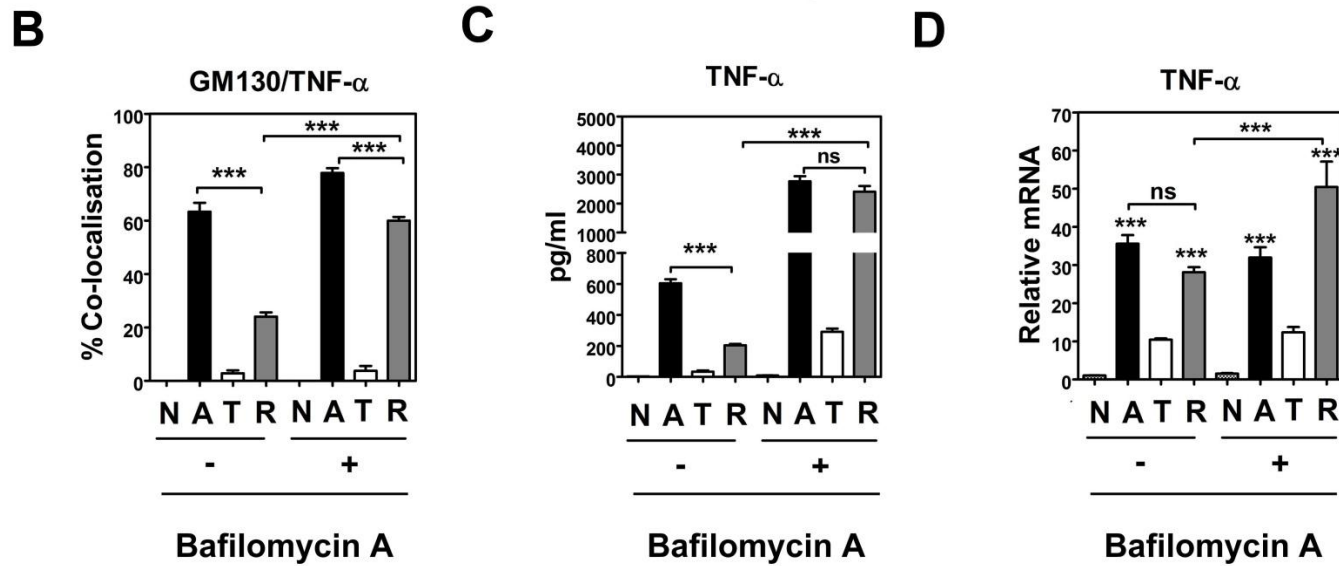 B
GM130/TNF-α
% Co-localisation
100
80
60
40
20
0
***
***
***
N A T R N A T R
- +
Bafilomycin A
C
TNF-α
pg/ml
5000
4000
3000
2000
1000
800
600
400
200
0
***
***
ns
N A T R N A T R
- +
Bafilomycin A
D
TNF-α
Relative mRNA
70
60
50
40
30
20
10
0
***
***
ns
***
***
***
N A T R N A T R
- +
Bafilomycin A